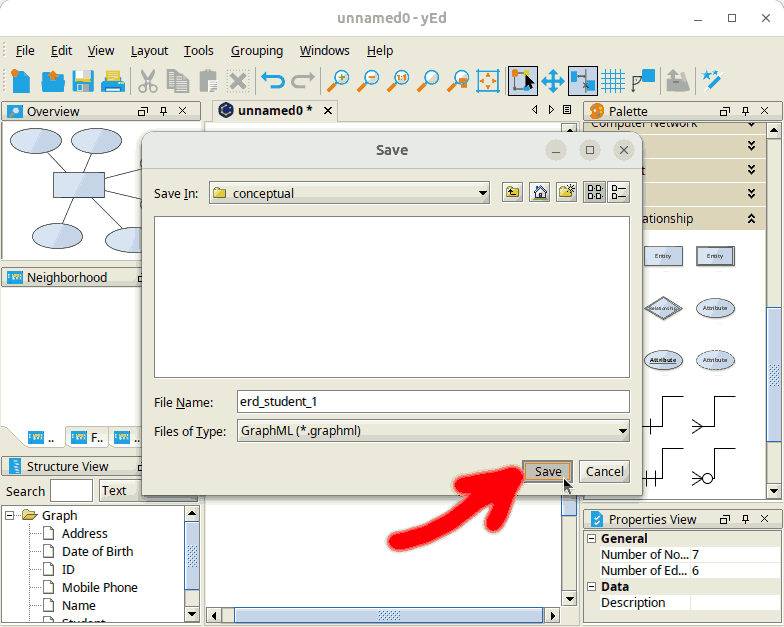 unnamed0 - yEd
File Edit View Layout Tools Grouping Windows Help
Overview
unnamed0 *
Palette
Computer Network
Save
Save In: conceptual
t
lationship
Entity Entity
Relationship Attribute
Attribute Attribute
Neighborhood
File Name: erd_student_1
Files of Type: GraphML (*.graphml)
.. F.. ..
Save Cancel
Structure View
Search Text
Graph
Address
Date of Birth
ID
Mobile Phone
Name
Student
Properties View
General
Number of No... 7
Number of Ed... 6
Data
Description